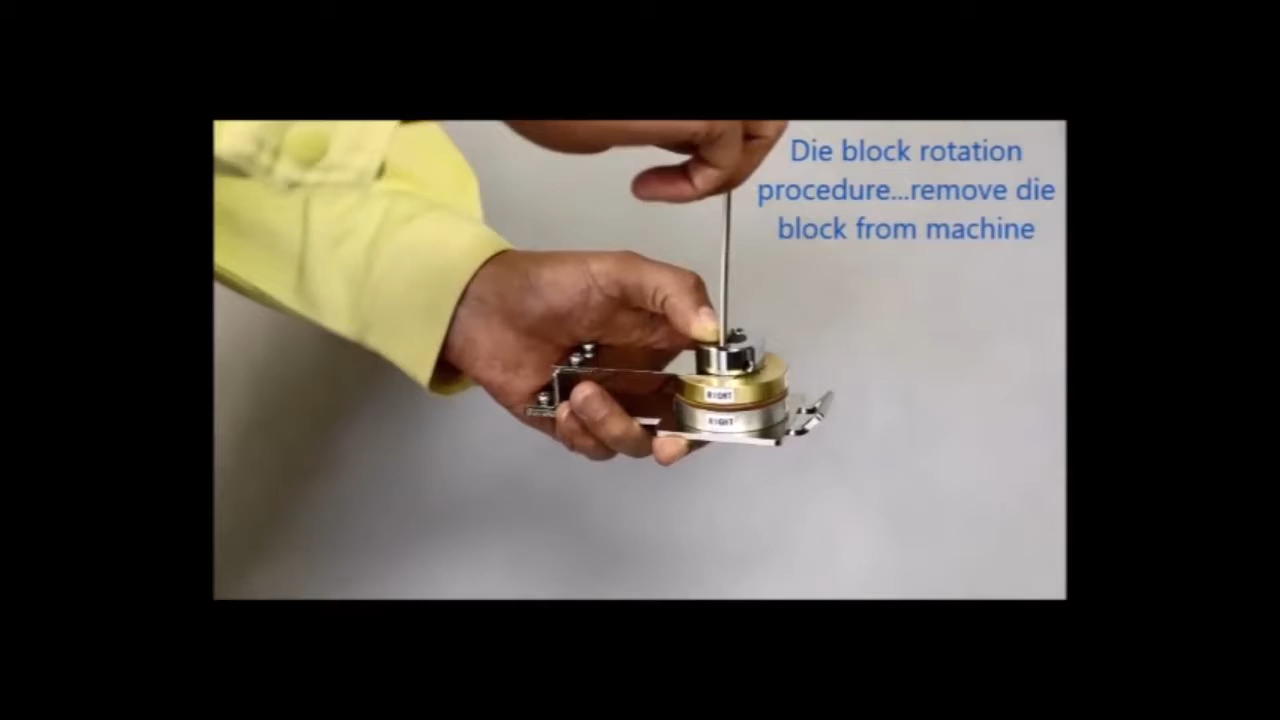 Die block rotation
procedure...remove die
block from machine
RIGHT
RIGHT